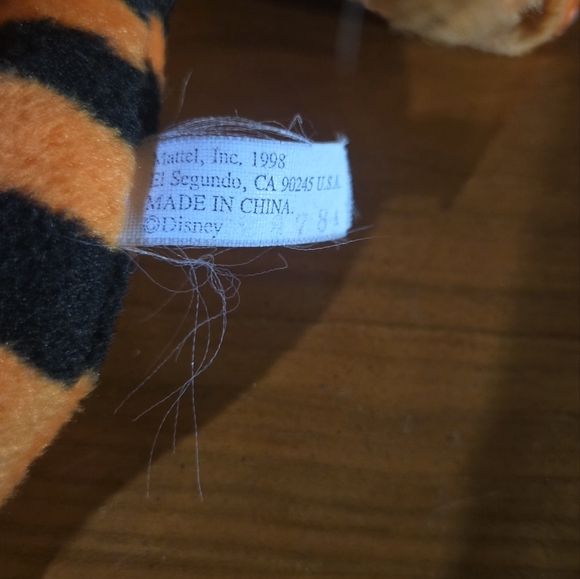 Mattel, Inc. 1998
El Segundo, CA 90245 U.S.A.
MADE IN CHINA.
©Disney